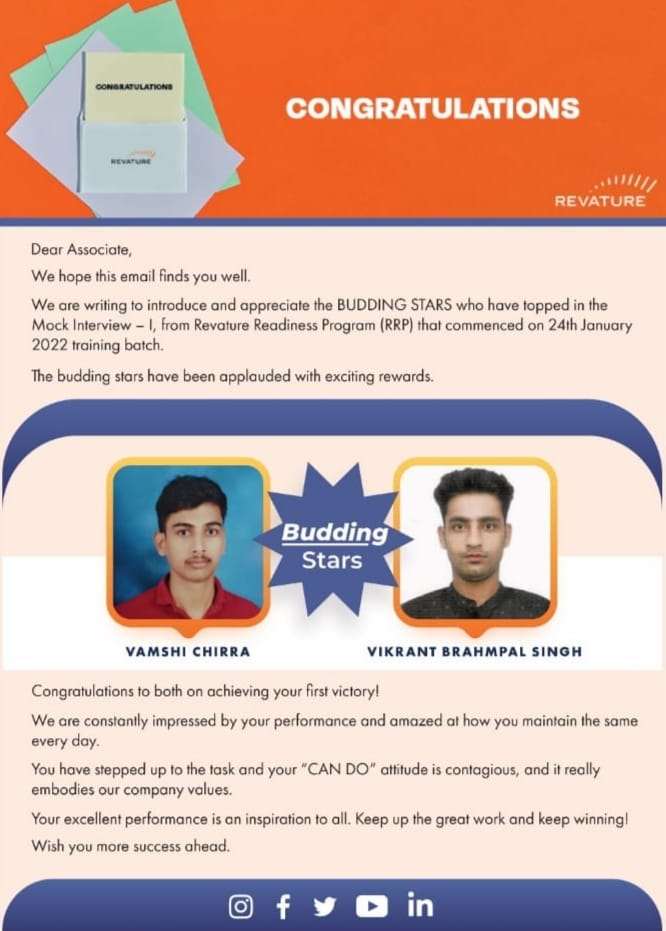 CONGRATULATIONS
REVATURE
CONGRATULATIONS
REVATURE
Dear Associate,
We hope this email finds you well.
We are writing to introduce and appreciate the BUDDING STARS who have topped in the
Mock Interview – I, from Revature Readiness Program (RRP) that commenced on 24th January
2022 training batch.
The budding stars have been applauded with exciting rewards.
Budding
Stars
VAMSHI CHIRRA
VIKRANT BRAHMPAL SINGH
Congratulations to both on achieving your first victory!
We are constantly impressed by your performance and amazed at how you maintain the same
every day.
You have stepped up to the task and your “CAN DO” attitude is contagious, and it really
embodies our company values.
Your excellent performance is an inspiration to all. Keep up the great work and keep winning!
Wish you more success ahead.